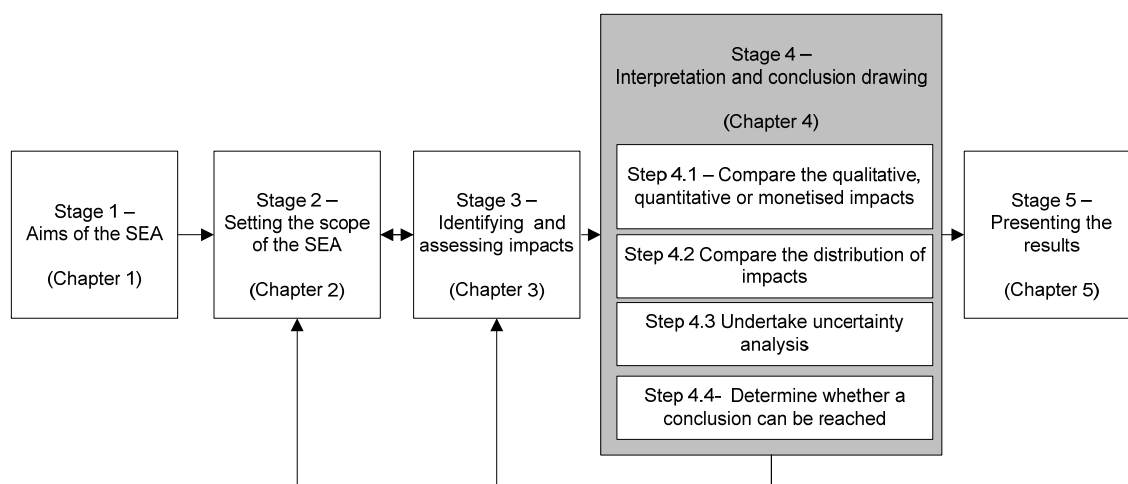 Stage 1 –
Aims of the SEA
(Chapter 1)
Stage 2 –
Setting the scope
of the SEA
(Chapter 2)
Stage 3 –
Identifying and
assessing impacts
(Chapter 3)
Stage 4 –
Interpretation and conclusion drawing
(Chapter 4)
Step 4.1 – Compare the qualitative,
quantitative or monetised impacts
Step 4.2 Compare the distribution of
impacts
Step 4.3 Undertake uncertainty
analysis
Step 4.4- Determine whether a
conclusion can be reached
Stage 5 –
Presenting the
results
(Chapter 5)